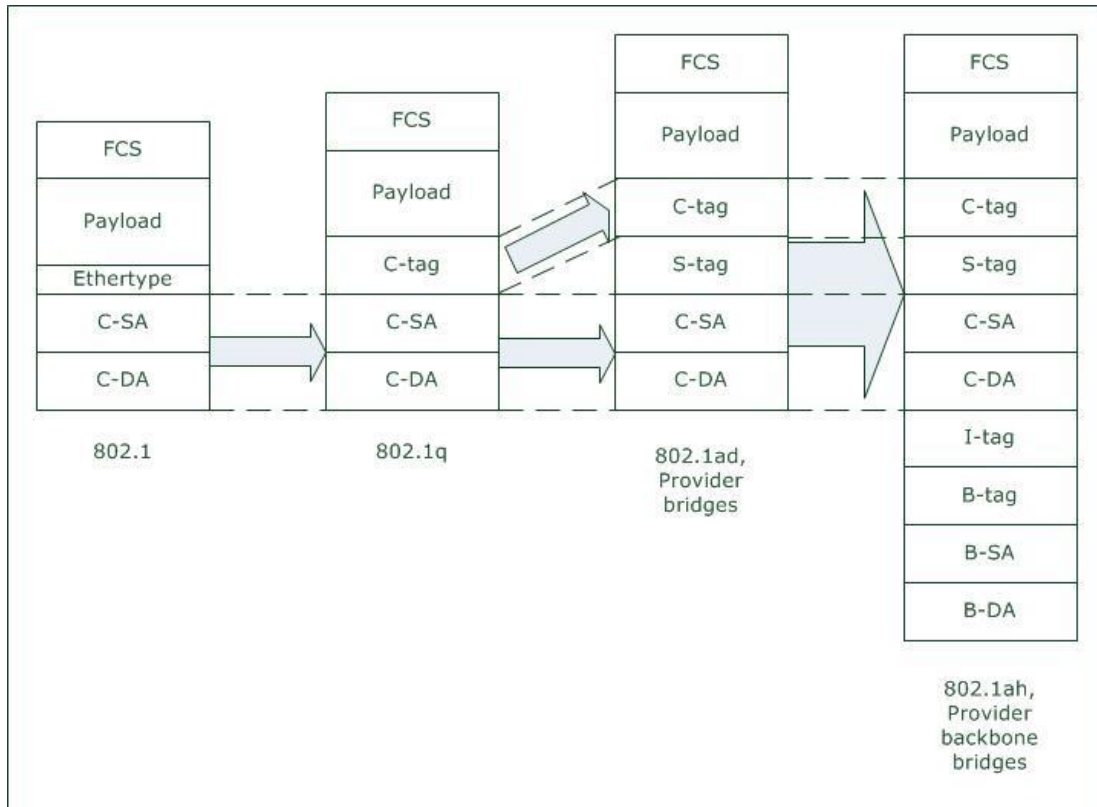 FCS
Payload
Ethertype
C-SA
C-DA
802.1
FCS
Payload
C-tag
C-SA
C-DA
802.1q
FCS
Payload
C-tag
S-tag
C-SA
C-DA
802.1ad,
Provider
bridges
FCS
Payload
C-tag
S-tag
C-SA
C-DA
I-tag
B-tag
B-SA
B-DA
802.1ah,
Provider
backbone
bridges